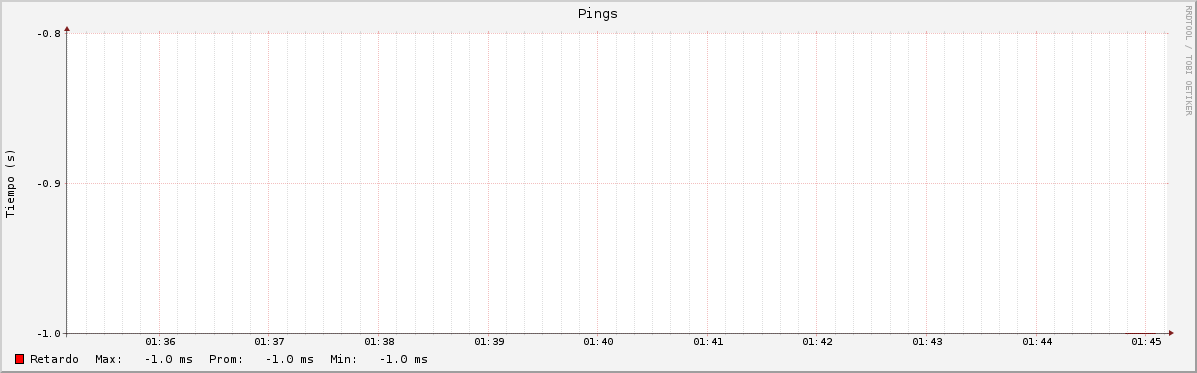 Pings
RRDTOOL / TOBI OETIKER
Tiempo (s)
-0.8
-0.9
-1.0
01:36 01:37 01:38 01:39 01:40 01:41 01:42 01:43 01:44 01:45
Retardo Max: -1.0 ms Prom: -1.0 ms Min: -1.0 ms